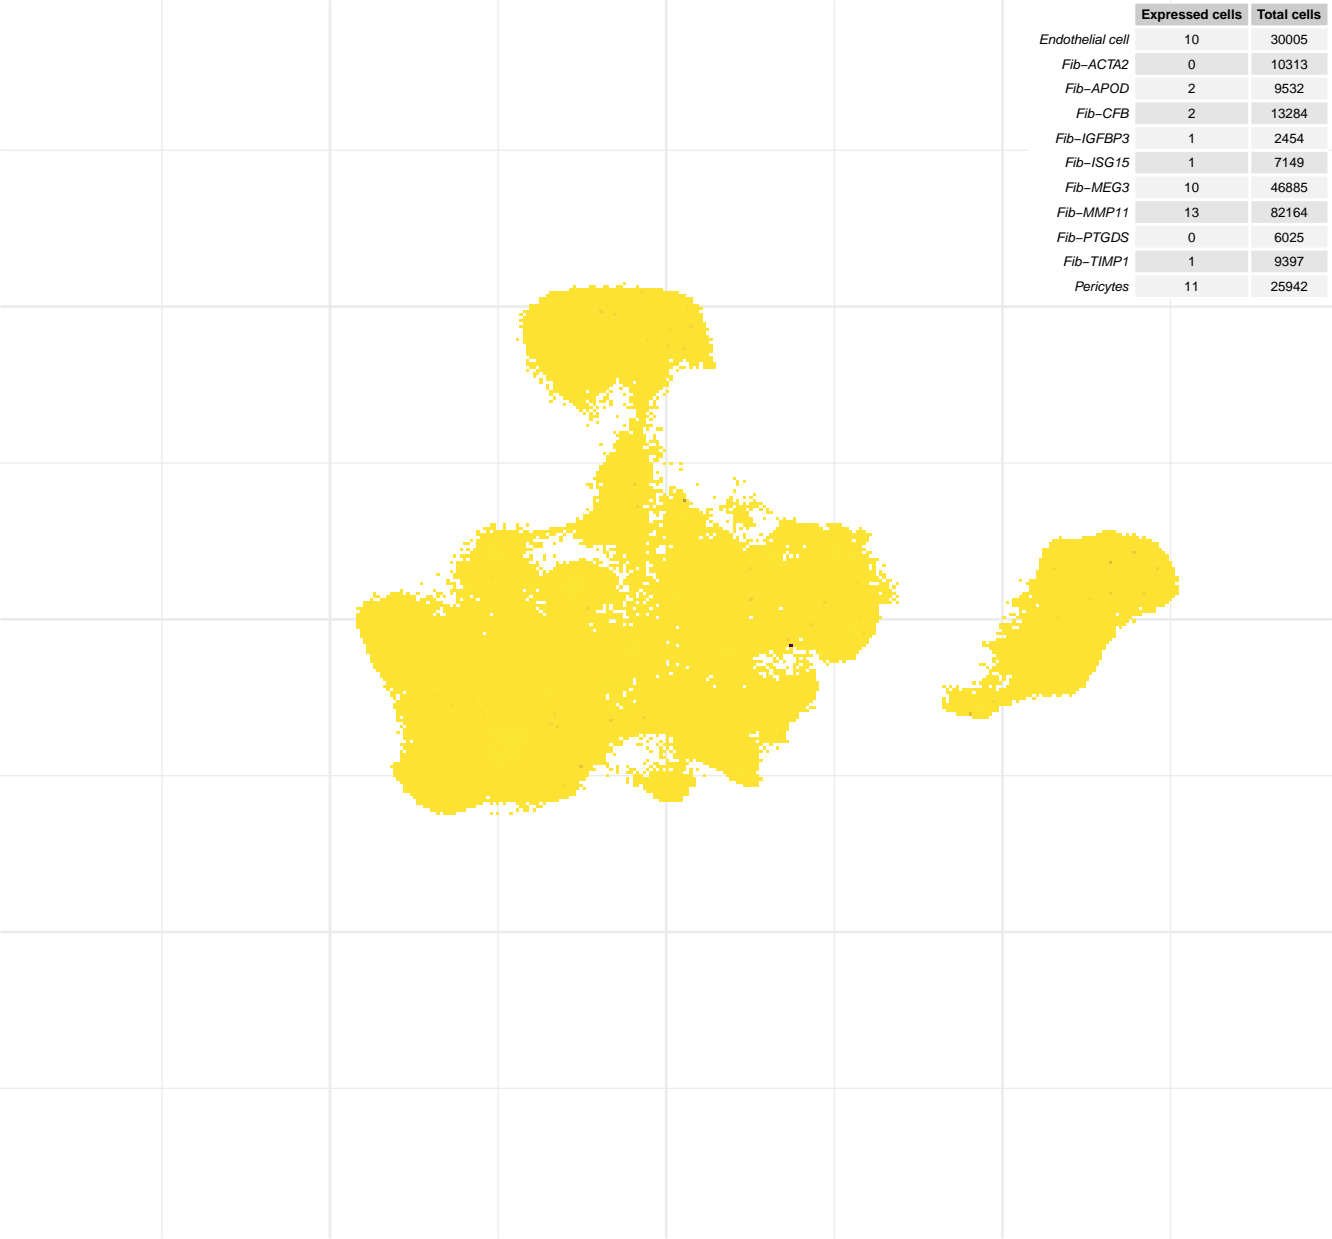 Expressed cells Total cells
Endothelial cell 10 30005
Fib−ACTA2 0 10313
Fib−APOD 2 9532
Fib−CFB 2 13284
Fib−IGFBP3 1 2454
Fib−ISG15 1 7149
Fib−MEG3 10 46885
Fib−MMP11 13 82164
Fib−PTGDS 0 6025
Fib−TIMP1 1 9397
Pericytes 11 25942